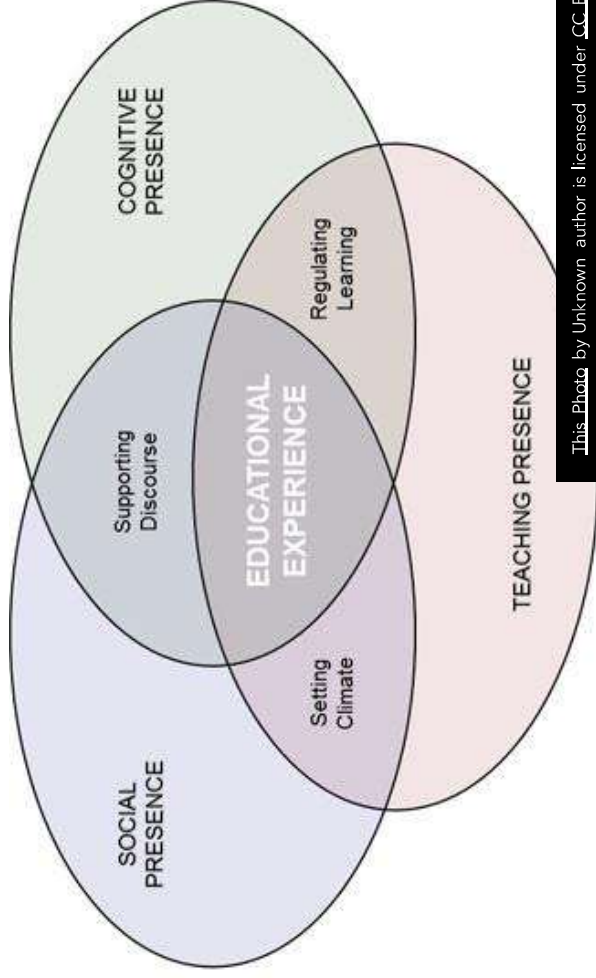 SOCIAL
PRESENCE
COGNITIVE
PRESENCE
Supporting
Discourse
EDUCATIONAL
EXPERIENCE
Setting
Climate
Regulating
Learning
TEACHING PRESENCE
This Photo by Unknown author is licensed under CC